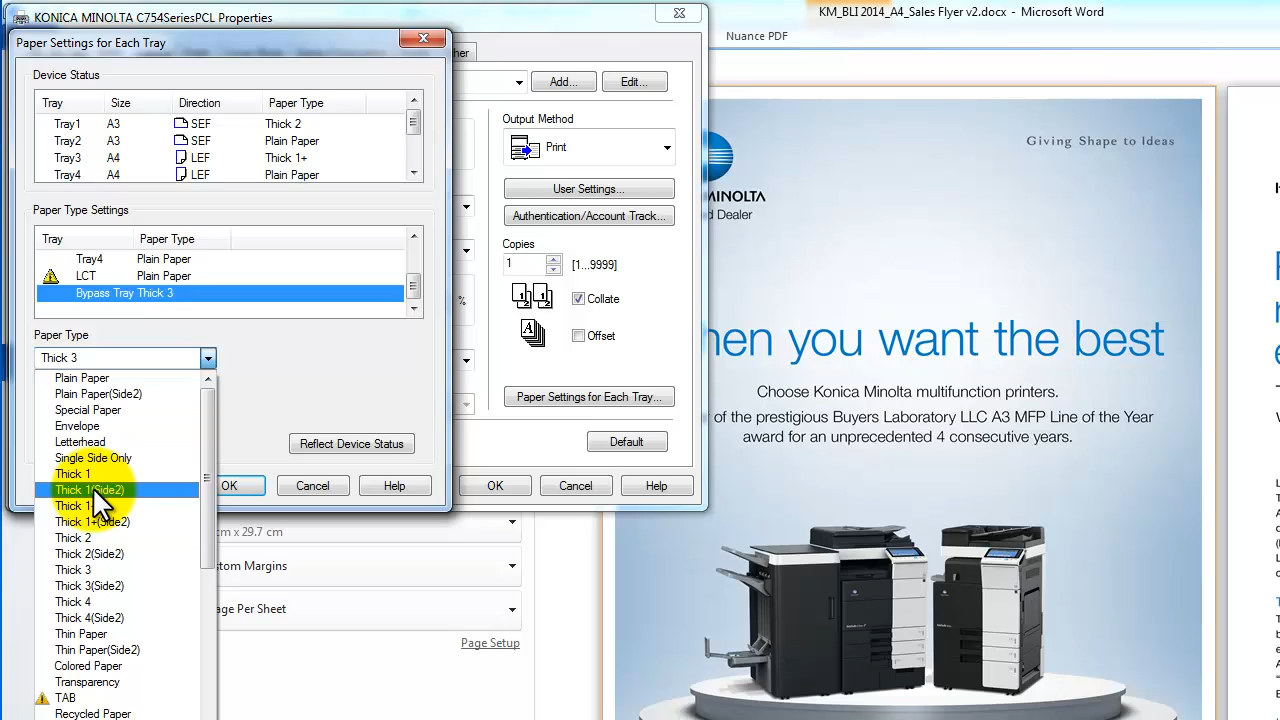 KONICA MINOLTA C754SeriesPCL Properties
KM_BLI 2014_A4_Sales Flyer v2.docx - Microsoft Word
Nuance PDF
Paper Settings for Each Tray
Device Status
Tray Size Direction Paper Type
Tray1 A3 SEF Thick 2
Tray2 A3 SEF Plain Paper
Tray3 A4 LEF Thick 1+
Tray4 A4 LEF Plain Paper
Paper Type Settings
Tray Paper Type
Tray4 Plain Paper
LCT Plain Paper
Bypass Tray Thick 3
Paper Type
Thick 3
Plain Paper
Plain Paper(Side2)
Special Paper
Envelope
Letterhead
Single Side Only
Thick 1
Thick 1(Side2)
Thick 1+(Side2)
Thick 2
Thick 2(Side2)
Thick 3
Thick 3(Side2)
Thick 4
Thick 4(Side2)
Thin Paper
Thin Paper(Side2)
Colored Paper
Transparency
TAB
Recycled Paper
Reflect Device Status
OK Cancel Help
her
Add... Edit...
Output Method
Print
User Settings...
Authentication/Account Track...
Copies
1 [1...9999]
%
Collate
Offset
Paper Settings for Each Tray...
Default
OK Cancel Help
cm x 29.7 cm
tom Margins
age Per Sheet
Page Setup
Giving Shape to Ideas
MINOLTA
d Dealer
hen you want the best
Choose Konica Minolta multifunction printers.
of the prestigious Buyers Laboratory LLC A3 MFP Line of the Year
award for an unprecedented 4 consecutive years.